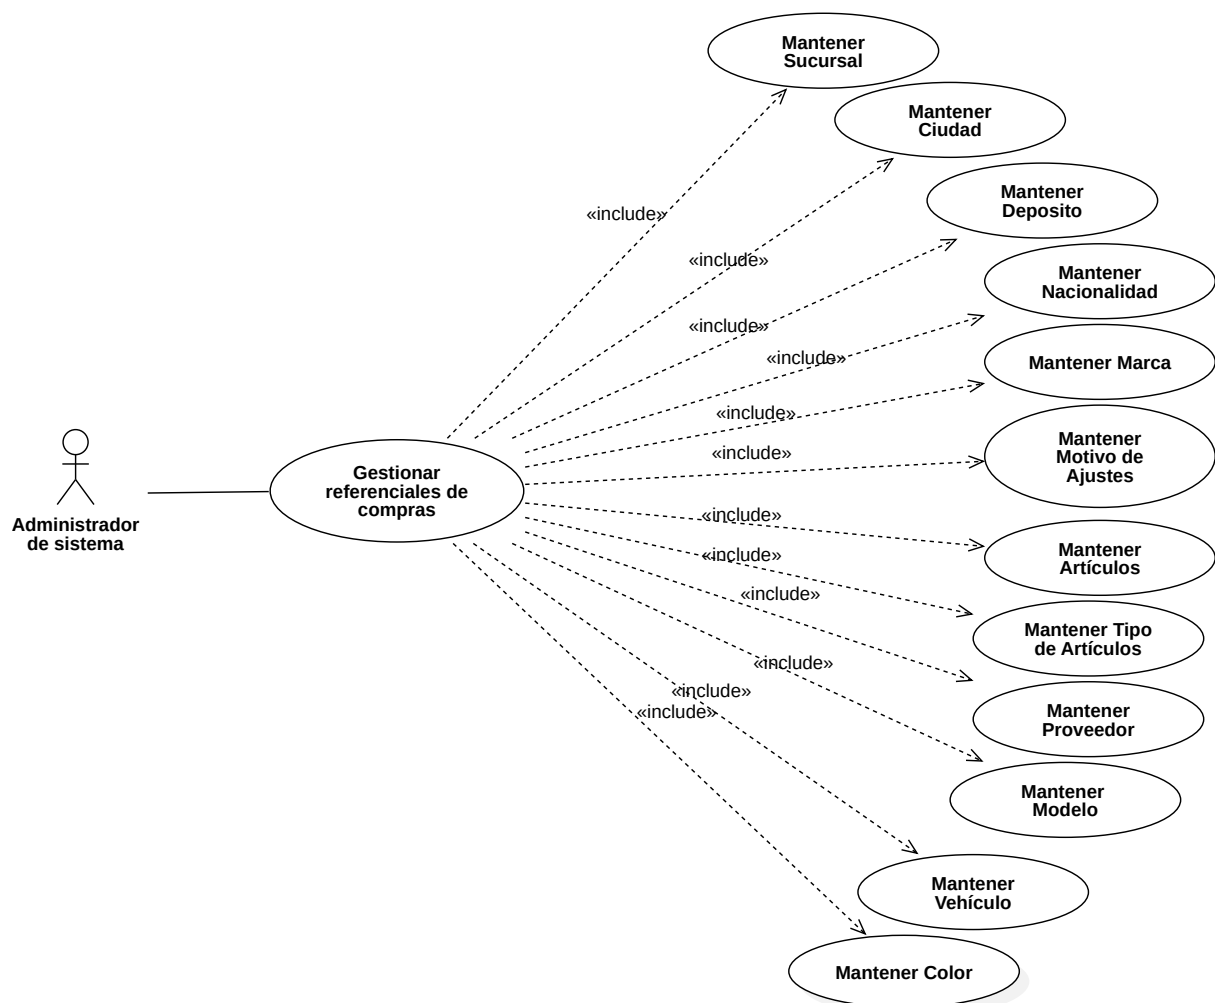 Mantener
Sucursal
Mantener
Ciudad
Mantener
Deposito
«include»
«include»
Mantener
Nacionalidad
«include»
«include»
Mantener Marca
«include»
Mantener
Motivo de
Ajustes
«include»
Gestionar
referenciales de
compras
Administrador
de sistema
«include»
Mantener
Artículos
«include»
«include»
Mantener Tipo
de Artículos
«include»
«include»
«include»
Mantener
Proveedor
Mantener
Modelo
Mantener
Vehículo
Mantener Color